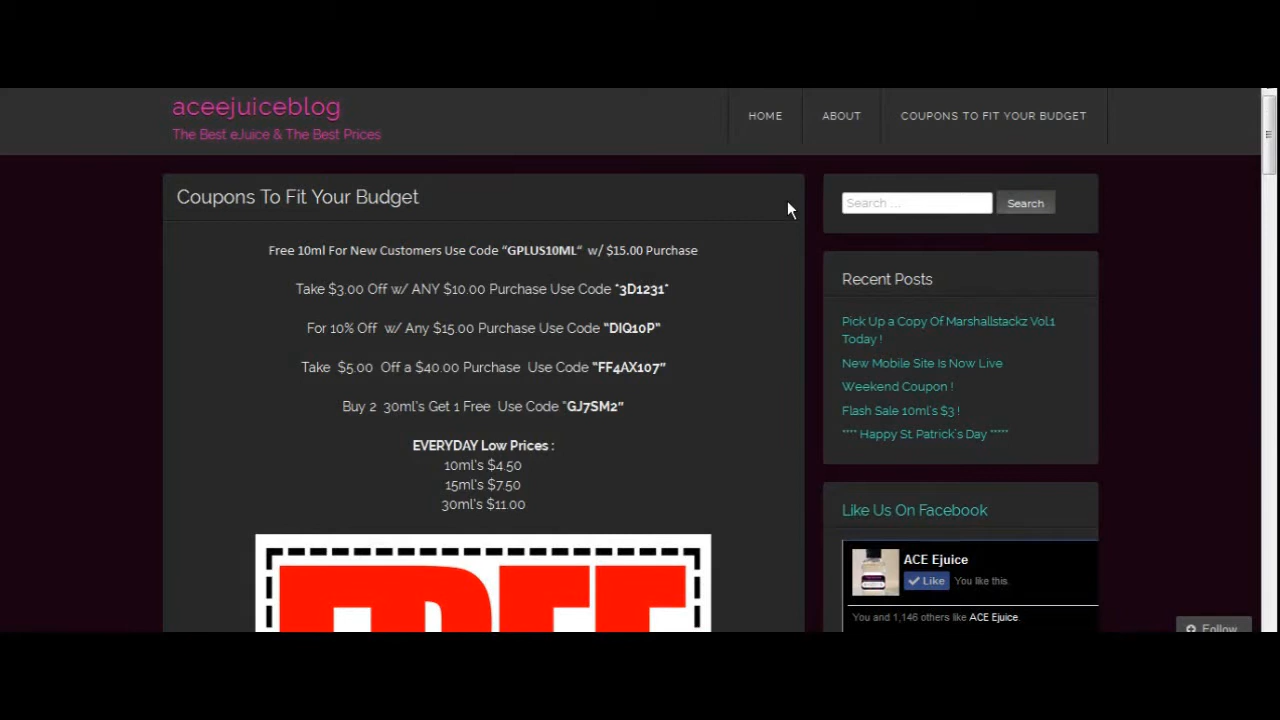 aceejuiceblog
The Best eJuice & The Best Prices
HOME
ABOUT
COUPONS TO FIT YOUR BUDGET
Coupons To Fit Your Budget
Free 10ml For New Customers Use Code “GPLUS10ML“ w/ $15.00 Purchase
Take $3.00 Off w/ ANY $10.00 Purchase Use Code "3D1231"
For 10% Off w/ Any $15.00 Purchase Use Code “DIQ10P”
Take $5.00 Off a $40.00 Purchase Use Code “FF4AX107″
Buy 2 30ml's Get 1 Free Use Code "GJ7SM2″
EVERYDAY Low Prices :
10ml's $4.50
15ml's $7.50
30ml's $11.00
FREE
Search ...
Search
Recent Posts
Pick Up a Copy Of Marshallstackz Vol.1
Today !
New Mobile Site Is Now Live
Weekend Coupon !
Flash Sale 10ml's $3 !
**** Happy St. Patrick's Day *****
Like Us On Facebook
ACE Ejuice
Like
You like this.
You and 1,146 others like ACE Ejuice.
Follow